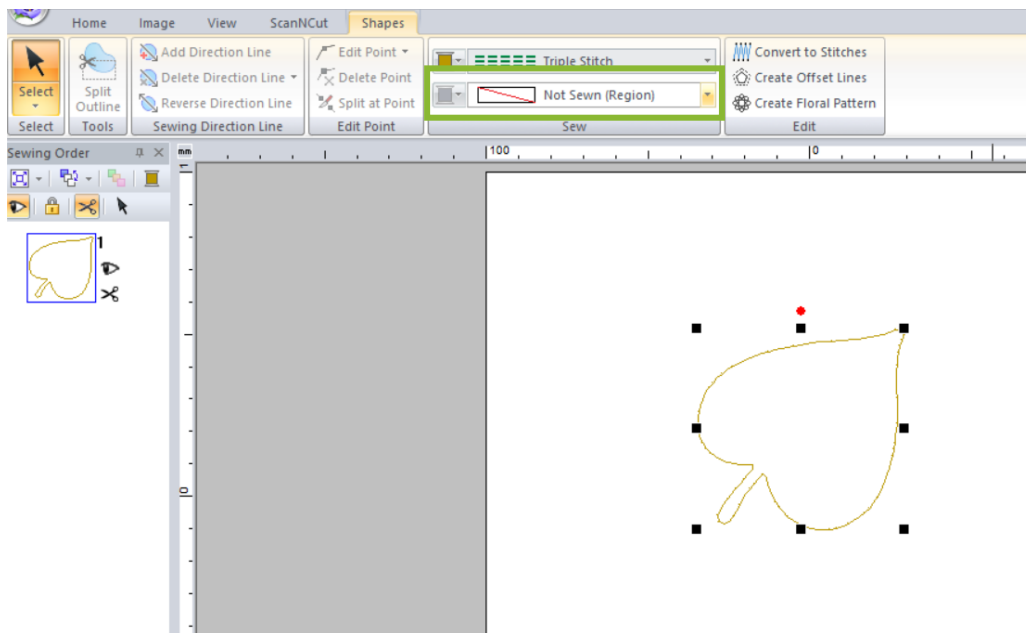 Home Image View ScanNCut Shapes
Select
Split
Outline
Add Direction Line
Delete Direction Line
Reverse Direction Line
Edit Point
Delete Point
Split at Point
Triple Stitch
Not Sewn (Region)
Convert to Stitches
Create Offset Lines
Create Floral Pattern
Select Tools Sewing Direction Line Edit Point Sew Edit
Sewing Order
mm
100 0
1
1
0